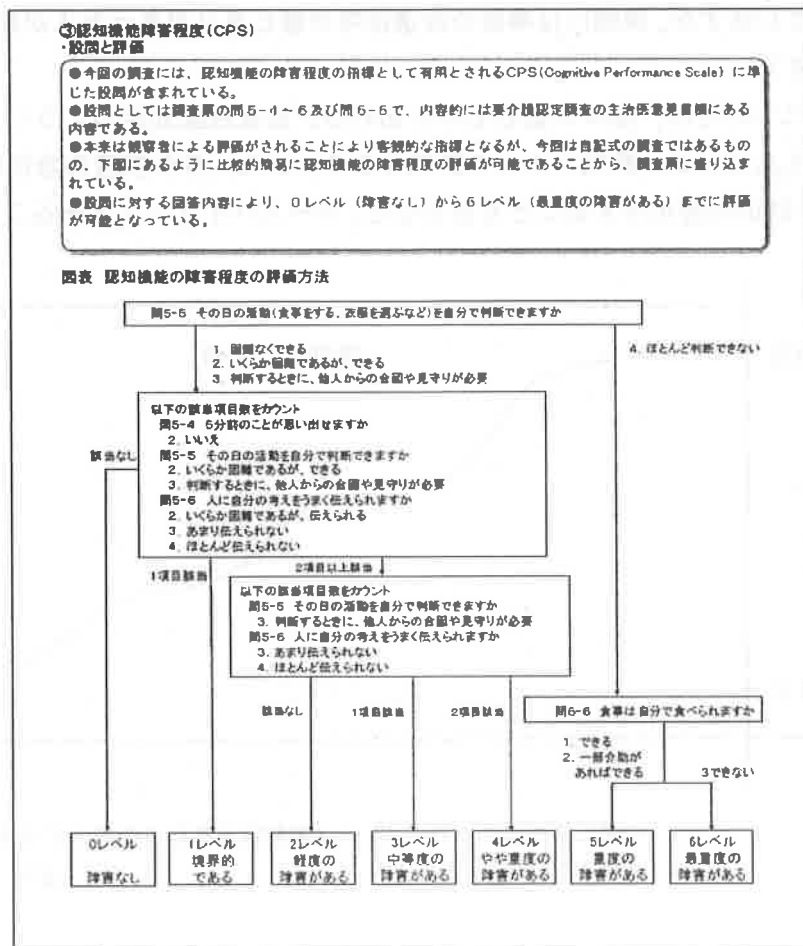 ③認知機能障害程度(CPS)
・設問と評価
●今回の調査には、認知機能の障害程度の指標として有用とされるCPS(Cognitive Performance Scale)に準
じた設問が含まれている。
●設問としては調査票の問5-4～6及び問6-6で、内容的には要介護認定調査の主治医意見書欄にある
内容である。
●本来は観察者による評価がされることにより客観的な指標となるが、今回は自記式の調査ではあるもの
の、下図にあるように比較的簡易に認知機能の障害程度の評価が可能であることから、調査票に盛り込ま
れている。
●設問に対する回答内容により、0レベル(障害なし)から6レベル(最重度の障害がある)までに評価
が可能となっている。
図表 認知機能の障害程度の評価方法
問5-5 その日の活動(食事をする、衣服を選ぶなど)を自分で判断できますか
1. 困難なくできる
2. いくらか困難であるが、できる
3. 判断するときに、他人からの合図や見守りが必要
4. ほとんど判断できない
以下の該当項目数をカウント
問5-4 5分前のことが思い出せますか
2. いいえ
問5-5 その日の活動を自分で判断できますか
2. いくらか困難であるが、できる
3. 判断するときに、他人からの合図や見守りが必要
問5-6 人に自分の考えをうまく伝えられますか
2. いくらか困難であるが、伝えられる
3. あまり伝えられない
4. ほとんど伝えられない
該当なし
1項目該当
2項目以上該当
以下の該当項目数をカウント
問5-5 その日の活動を自分で判断できますか
3. 判断するときに、他人からの合図や見守りが必要
問5-6 人に自分の考えをうまく伝えられますか
3. あまり伝えられない
4. ほとんど伝えられない
該当なし
1項目該当
2項目該当
問6-6 食事は自分で食べられますか
1. できる
2. 一部介助が
あればできる
3できない
0レベル
障害なし
1レベル
境界的
である
2レベル
軽度の
障害がある
3レベル
中等度の
障害がある
4レベル
やや重度の
障害がある
5レベル
重度の
障害がある
6レベル
最重度の
障害がある